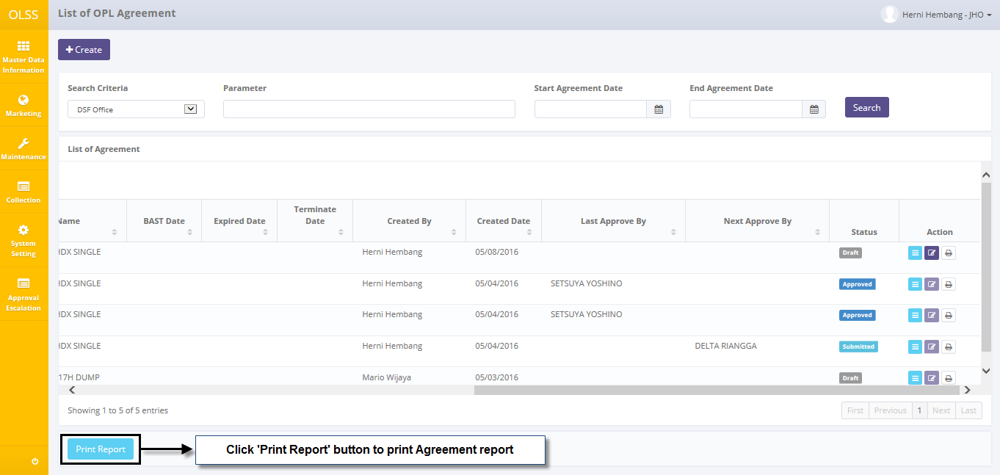 OLSS
List of OPL Agreement
Herni Hembang - JHO
Master Data
Information
Marketing
Maintenance
Collection
System
Setting
Approval
Escalation
Create
Search Criteria
Parameter
Start Agreement Date
End Agreement Date
DSF Office
Search
List of Agreement
Name
BAST Date
Expired Date
Terminate
Date
Created By
Created Date
Last Approve By
Next Approve By
Status
Action
HDX SINGLE Herni Hembang 05/08/2016 Draft
HDX SINGLE Herni Hembang 05/04/2016 SETSUYA YOSHINO Approved
HDX SINGLE Herni Hembang 05/04/2016 SETSUYA YOSHINO Approved
HDX SINGLE Herni Hembang 05/04/2016 DELTA RIANGGA Submitted
17H DUMP Mario Wijaya 05/03/2016 Draft
Showing 1 to 5 of 5 entries
First Previous 1 Next Last
Print Report
Click 'Print Report' button to print Agreement report